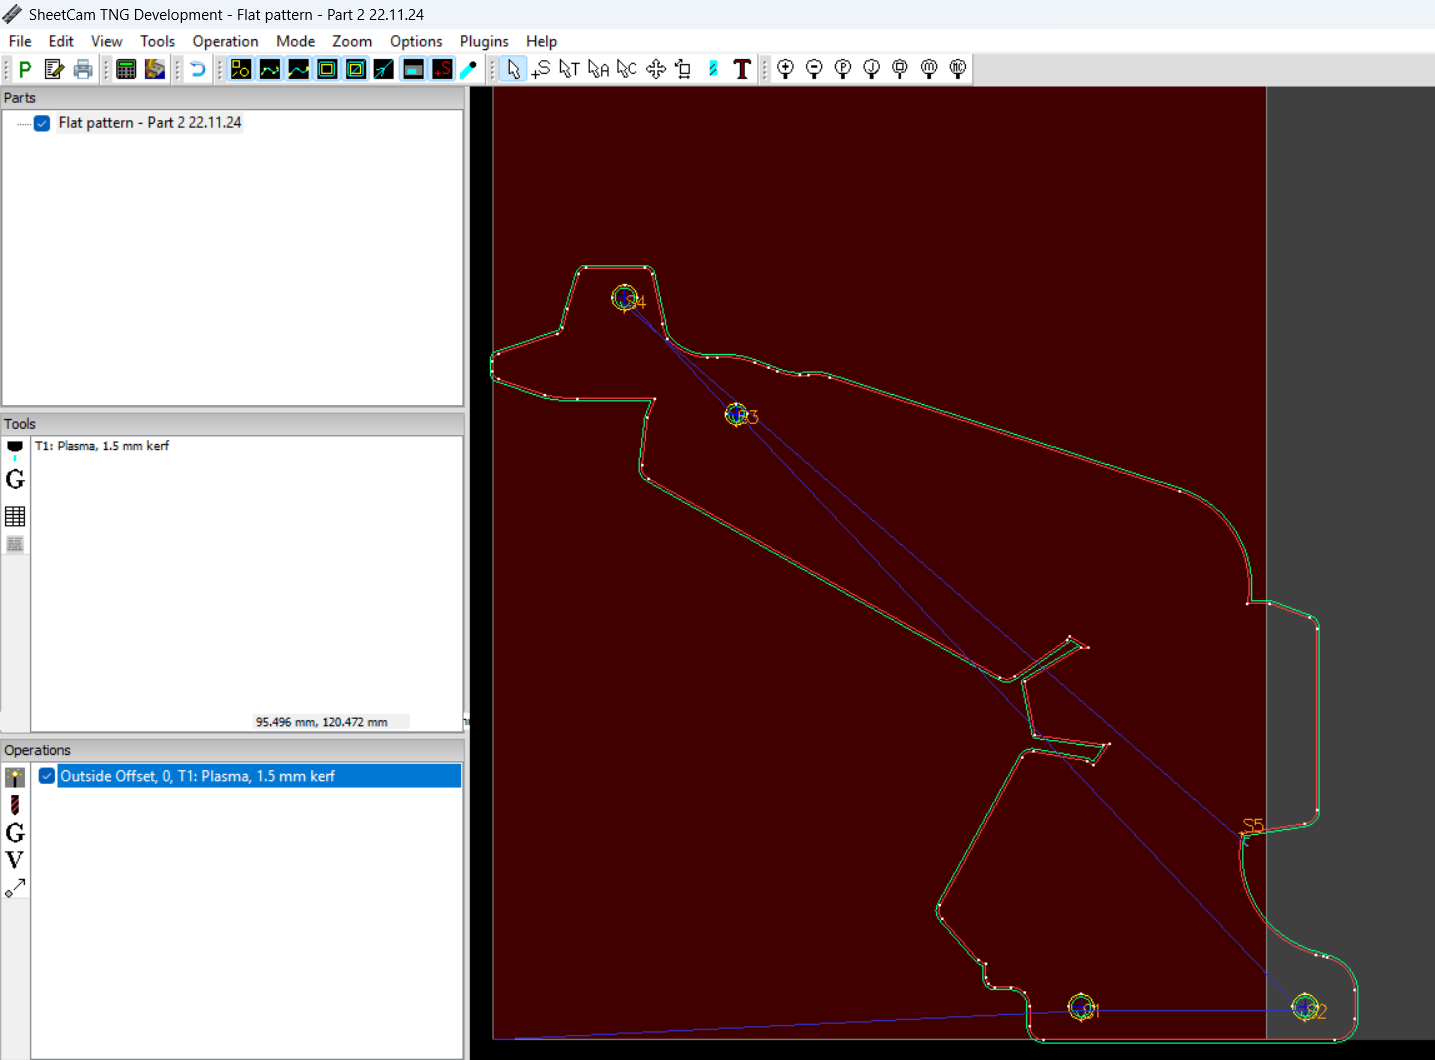 SheetCam TNG Development - Flat pattern - Part 2 22.11.24
File Edit View Tools Operation Mode Zoom Options Plugins Help
P
S T A C T P J M MC
Parts
Flat pattern - Part 2 22.11.24
S4
S3
Tools
T1: Plasma, 1.5 mm kerf
G
95.496 mm, 120.472 mm
Operations
Outside Offset, 0, T1: Plasma, 1.5 mm kerf
G
V
S5
S1
S2